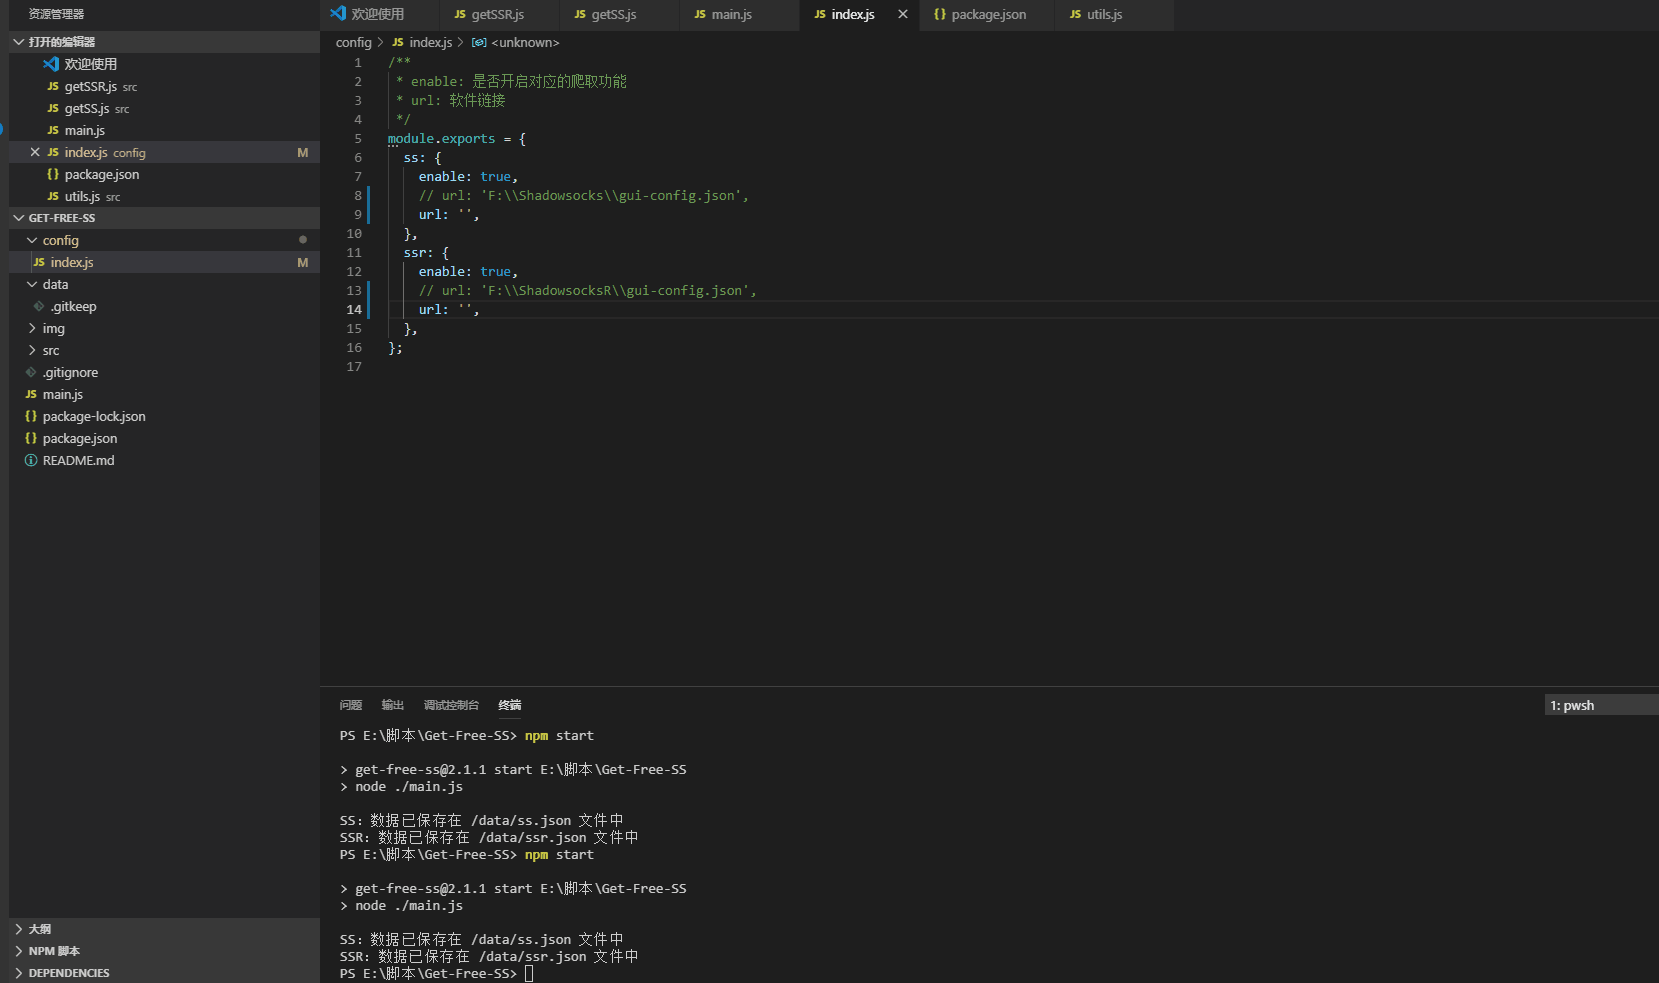 资源管理器
打开的编辑器
欢迎使用
JS getSSR.js src
JS getSS.js src
JS main.js
JS index.js config M
{} package.json
JS utils.js src
GET-FREE-SS
config
JS index.js M
data
.gitkeep
img
src
.gitignore
JS main.js
{} package-lock.json
{} package.json
README.md
大纲
NPM 脚本
DEPENDENCIES
欢迎使用 JS getSSR.js JS getSS.js JS main.js JS index.js {} package.json JS utils.js
config > JS index.js > <unknown>
1 /**
2 * enable: 是否开启对应的爬取功能
3 * url: 软件链接
4 */
5 module.exports = {
6 ss: {
7 enable: true,
8 // url: 'F:\\Shadowsocks\\gui-config.json',
9 url: '',
10 },
11 ssr: {
12 enable: true,
13 // url: 'F:\\ShadowsocksR\\gui-config.json',
14 url: '',
15 },
16 };
17
问题 输出 调试控制台 终端
1: pwsh
PS E:\脚本\Get-Free-SS> npm start
> get-free-ss@2.1.1 start E:\脚本\Get-Free-SS
> node ./main.js
SS: 数据已保存在 /data/ss.json 文件中
SSR: 数据已保存在 /data/ssr.json 文件中
PS E:\脚本\Get-Free-SS> npm start
> get-free-ss@2.1.1 start E:\脚本\Get-Free-SS
> node ./main.js
SS: 数据已保存在 /data/ss.json 文件中
SSR: 数据已保存在 /data/ssr.json 文件中
PS E:\脚本\Get-Free-SS>